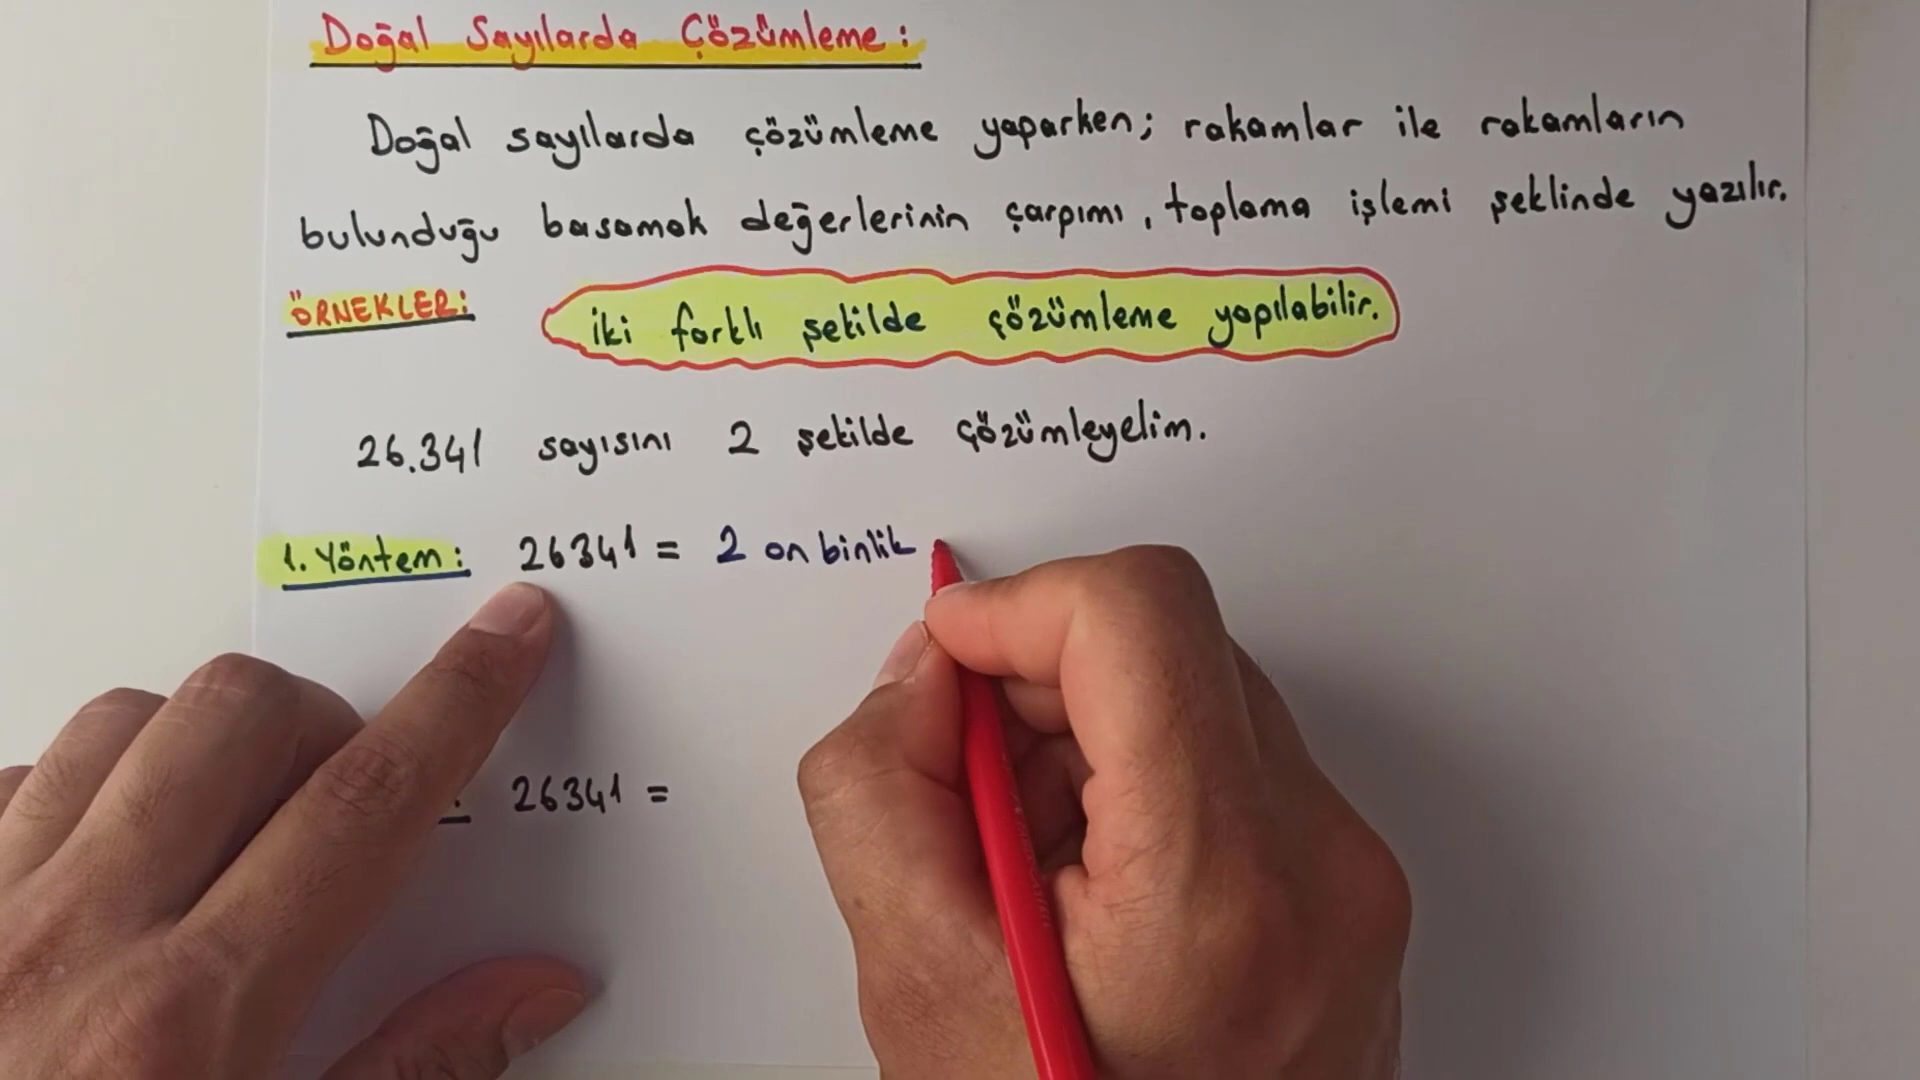 Doğal Sayılarda Çözümleme:
Doğal sayılarda çözümleme yaparken; rakamlar ile rakamların
bulunduğu basamak değerlerinin çarpımı, toplama işlemi şeklinde yazılır.
ÖRNEKLER:
İki farklı şekilde çözümleme yapılabilir.
26.341 sayısını 2 şekilde çözümleyelim.
1. Yöntem: 26341 = 2 on binlik
: 26341 =